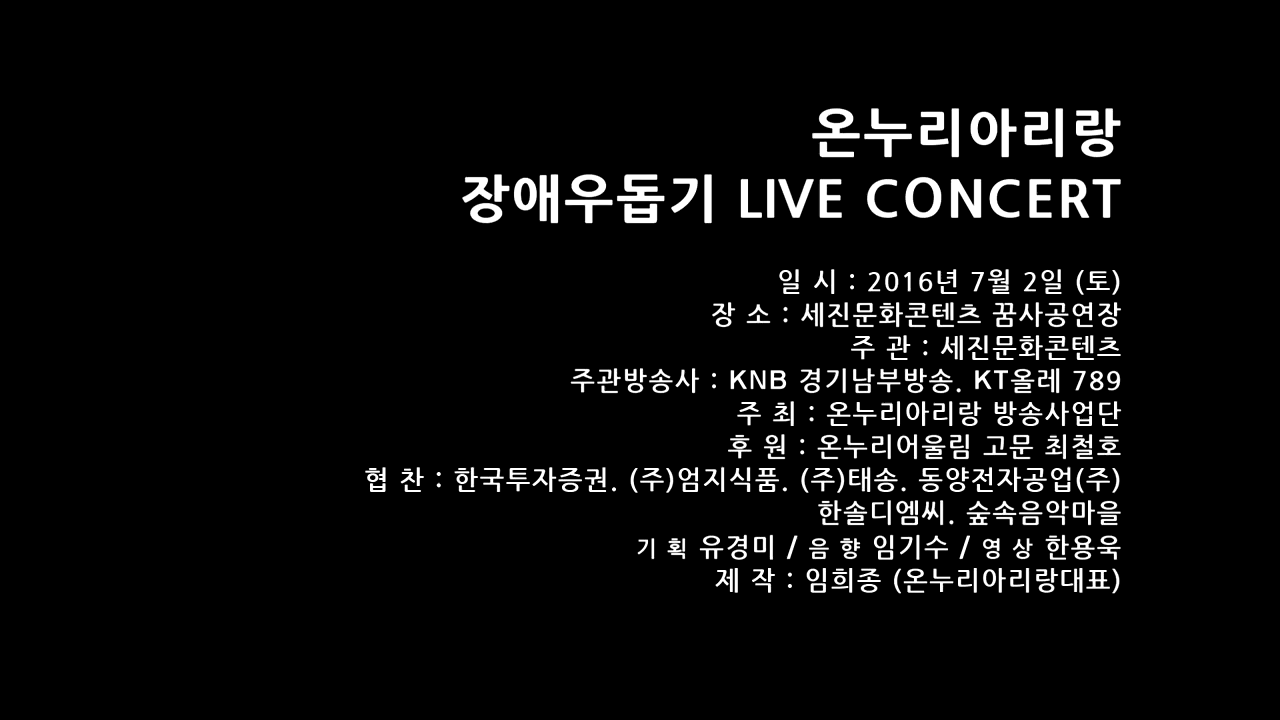 온누리아리랑
장애우돕기 LIVE CONCERT
일 시 : 2016년 7월 2일 (토)
장 소 : 세진문화콘텐츠 꿈사공연장
주 관 : 세진문화콘텐츠
주관방송사 : KNB 경기남부방송. KT올레 789
주 최 : 온누리아리랑 방송사업단
후 원 : 온누리어울림 고문 최철호
협 찬 : 한국투자증권. (주)엄지식품. (주)태송. 동양전자공업(주)
한솔디엠씨. 숲속음악마을
기 획 유경미 / 음 향 임기수 / 영 상 한용욱
제 작 : 임희종 (온누리아리랑대표)